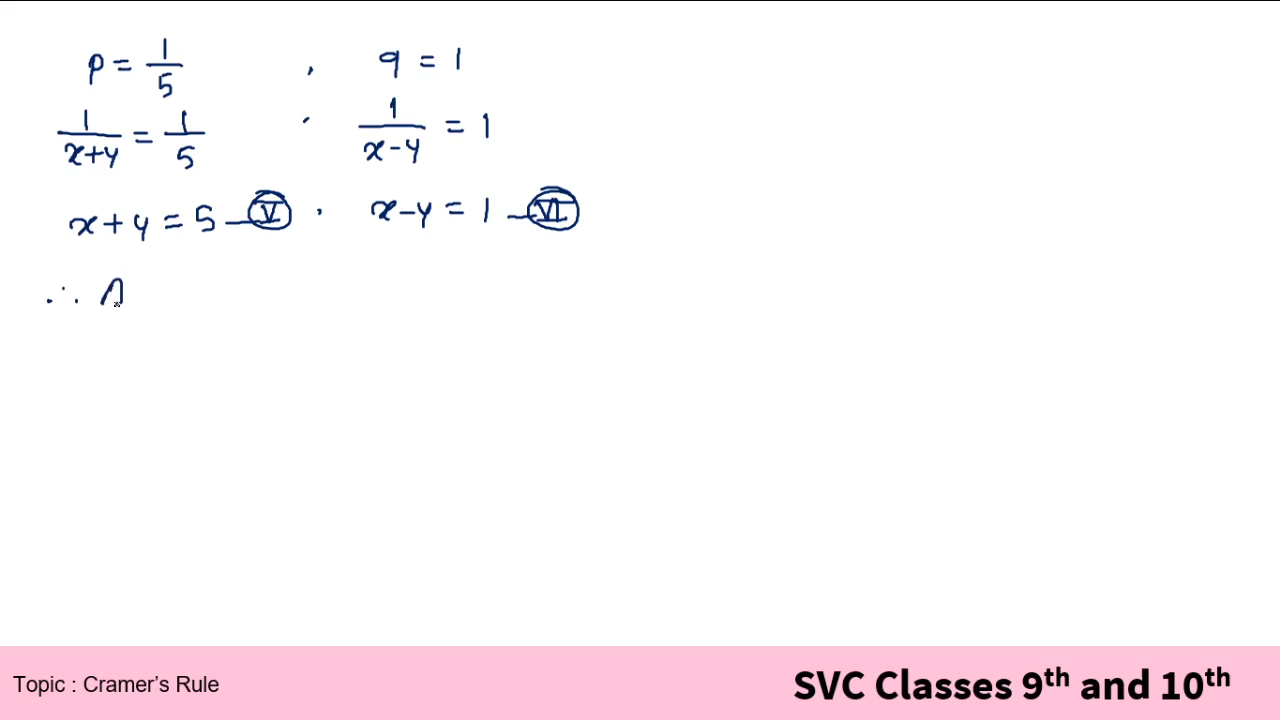 p = 1/5 , q = 1
1/(x+y) = 1/5 , 1/(x-y) = 1
x + y = 5 — Ⅴ , x - y = 1 — Ⅵ
∴ A
Topic : Cramer's Rule
SVC Classes 9th and 10th